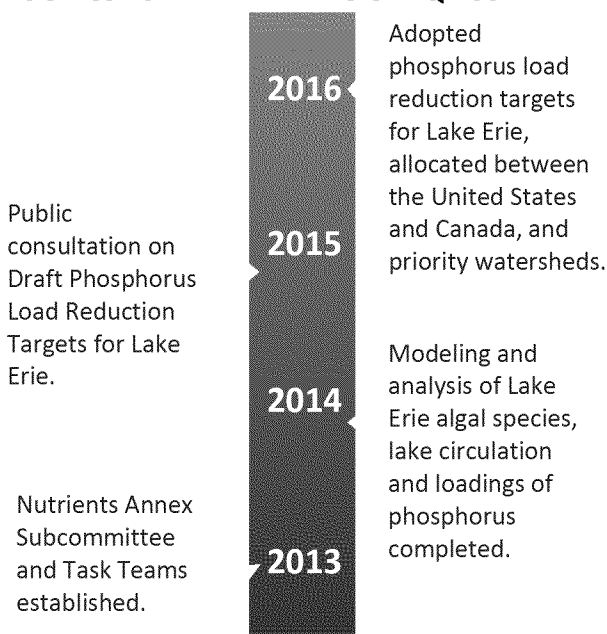 2016
Adopted
phosphorus load
reduction targets
for Lake Erie,
allocated between
the United States
and Canada, and
priority watersheds.
2015
Public
consultation on
Draft Phosphorus
Load Reduction
Targets for Lake
Erie.
2014
Modeling and
analysis of Lake
Erie algal species,
lake circulation
and loadings of
phosphorus
completed.
2013
Nutrients Annex
Subcommittee
and Task Teams
established.